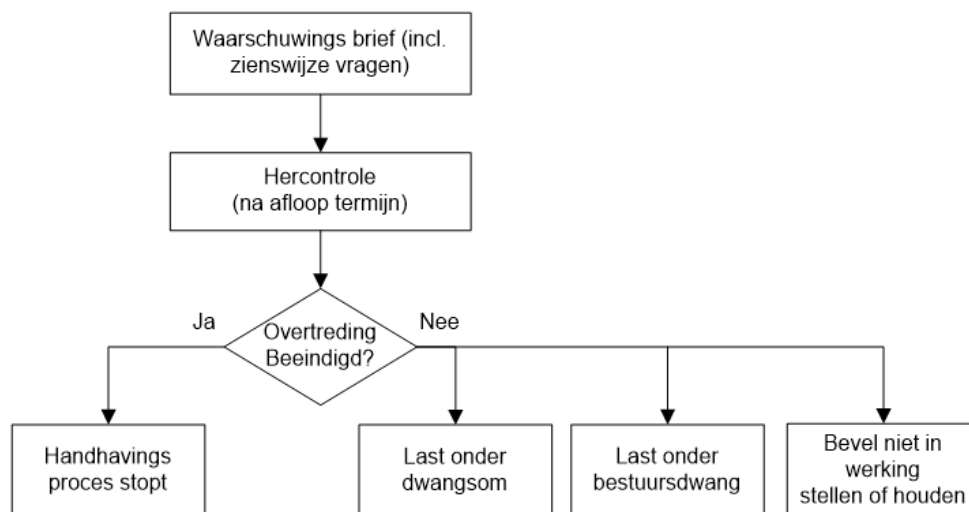 Waarschuwings brief (incl.
zienswijze vragen)
Hercontrole
(na afloop termijn)
Ja
Overtreding
Beeindigd?
Nee
Handhavings
proces stopt
Last onder
dwangsom
Last onder
bestuursdwang
Bevel niet in
werking
stellen of houden